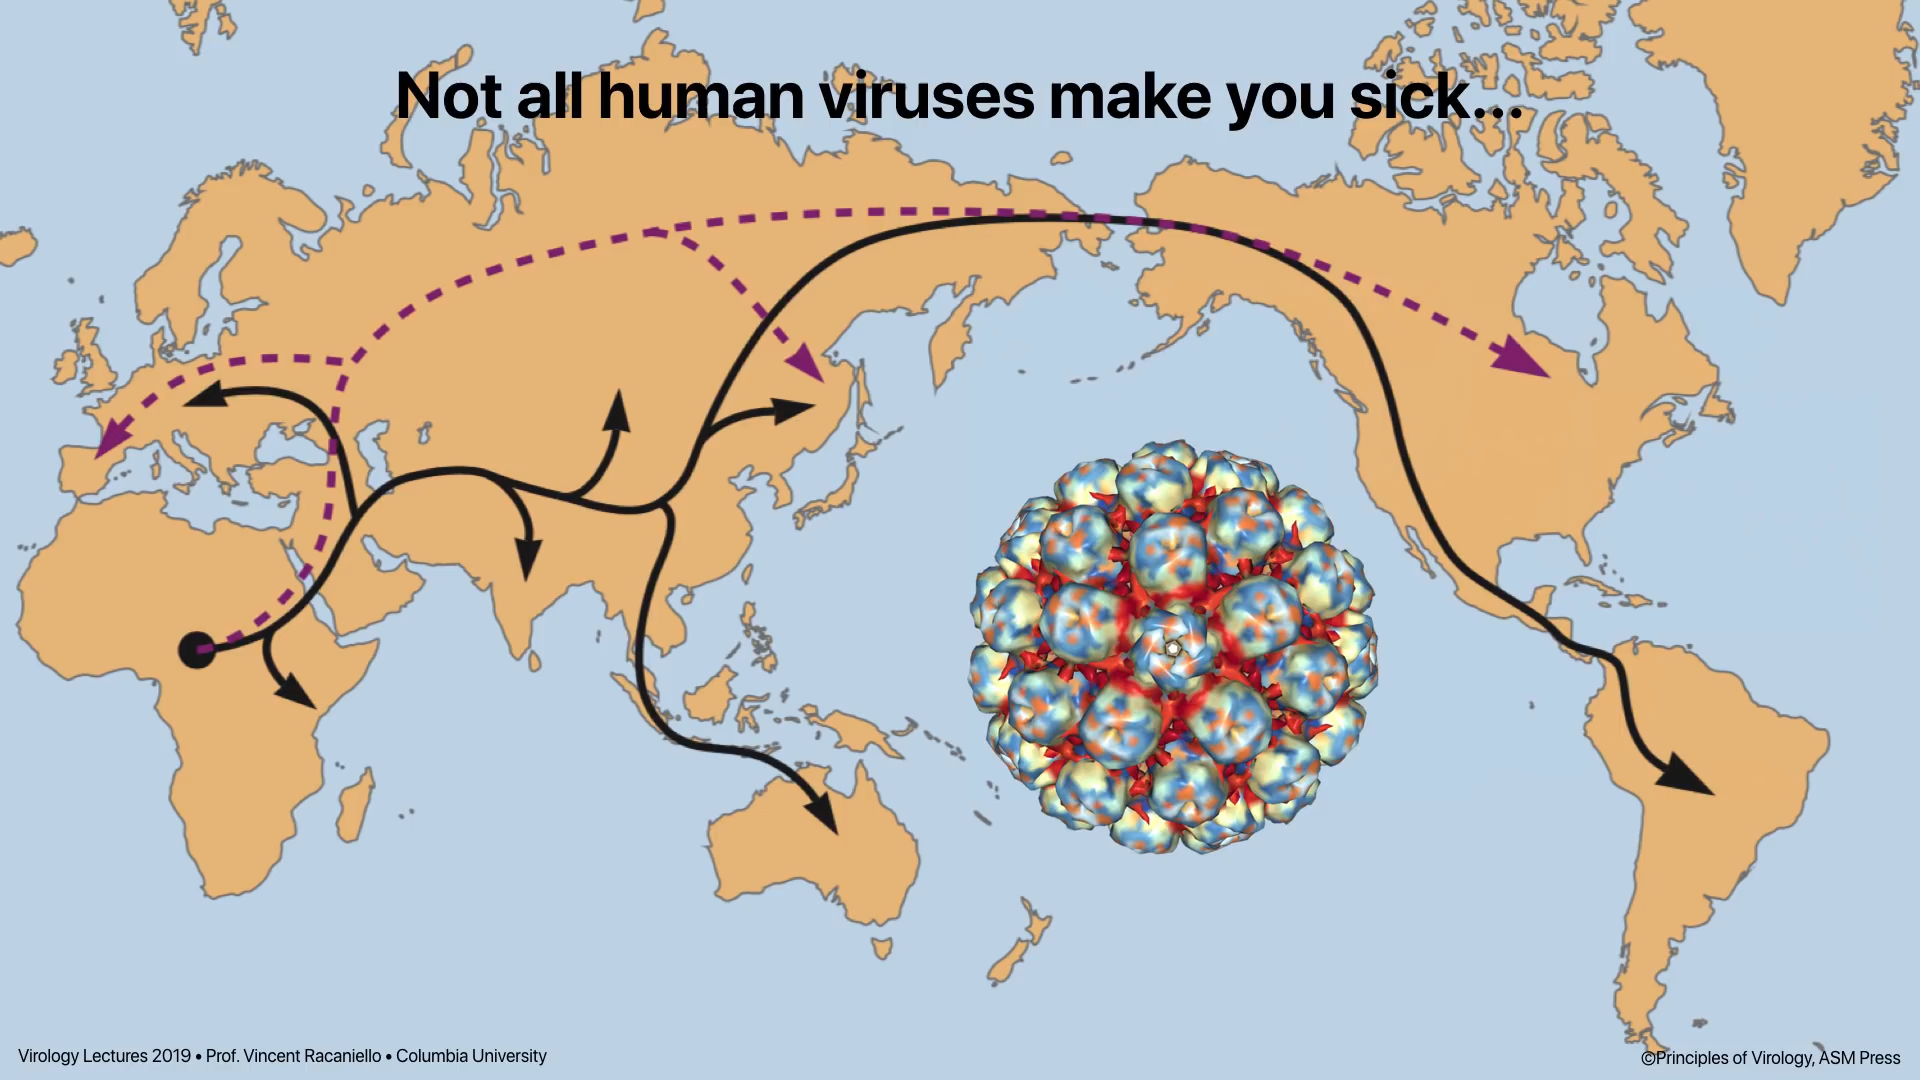 Not all human viruses make you sick...
Virology Lectures 2019 • Prof. Vincent Racaniello • Columbia University
©Principles of Virology, ASM Press